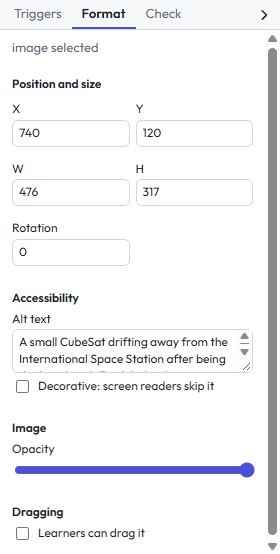 Triggers Format Check
image selected
Position and size
X Y
740 120
W H
476 317
Rotation
0
Accessibility
Alt text
A small CubeSat drifting away from the
International Space Station after being
Decorative: screen readers skip it
Image
Opacity
Dragging
Learners can drag it